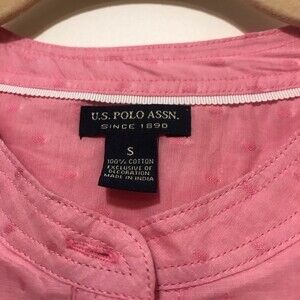 U.S. POLO ASSN.
SINCE 1890
S
100% COTTON
EXCLUSIVE OF
DECORATION
MADE IN INDIA